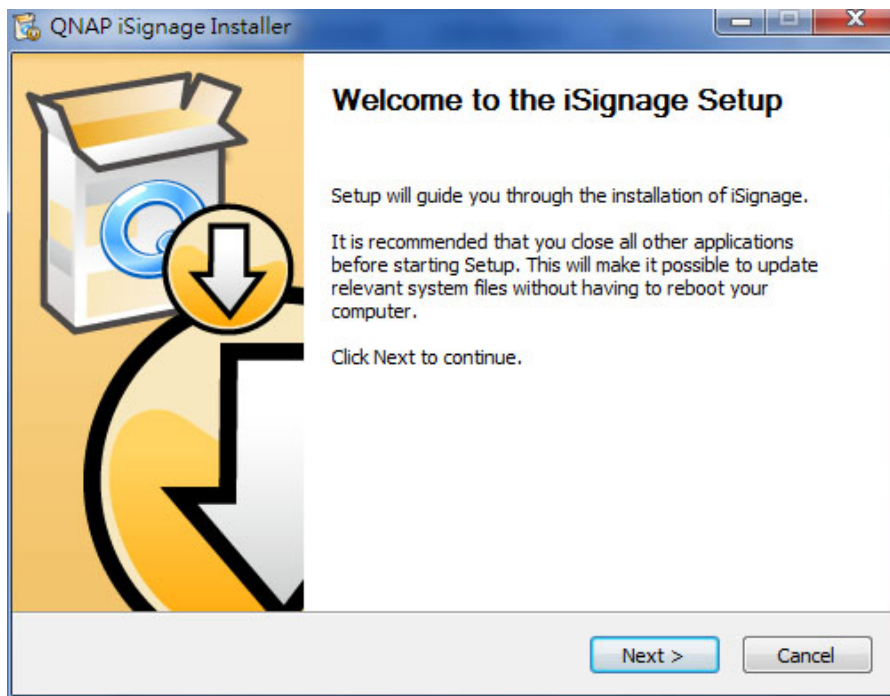 QNAP iSignage Installer
Welcome to the iSignage Setup
Setup will guide you through the installation of iSignage.
It is recommended that you close all other applications
before starting Setup. This will make it possible to update
relevant system files without having to reboot your
computer.
Click Next to continue.
Next >
Cancel